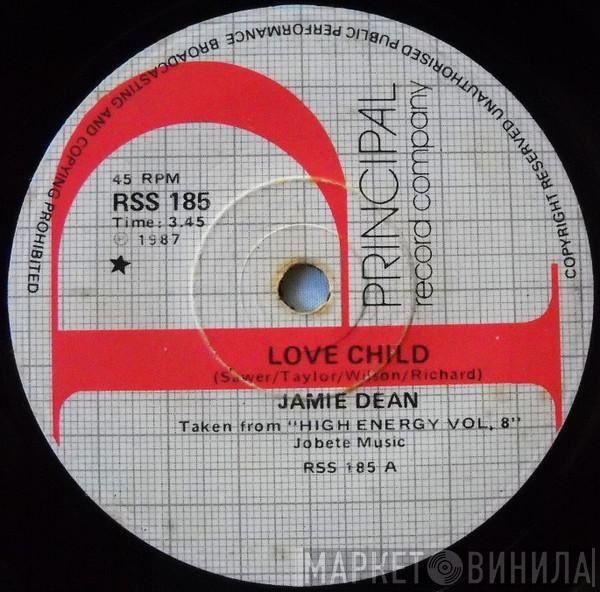 COPYRIGHT RESERVED UNAUTHORISED PUBLIC PERFORMANCE BROADCASTING AND COPYING PROHIBITED
PRINCIPAL
record company
45 RPM
RSS 185
Time: 3.45
℗ 1987
LOVE CHILD
(Sawer/Taylor/Wilson/Richard)
JAMIE DEAN
Taken from "HIGH ENERGY VOL. 8"
Jobete Music
RSS 185 A
МАРКЕТ ВИНИЛА